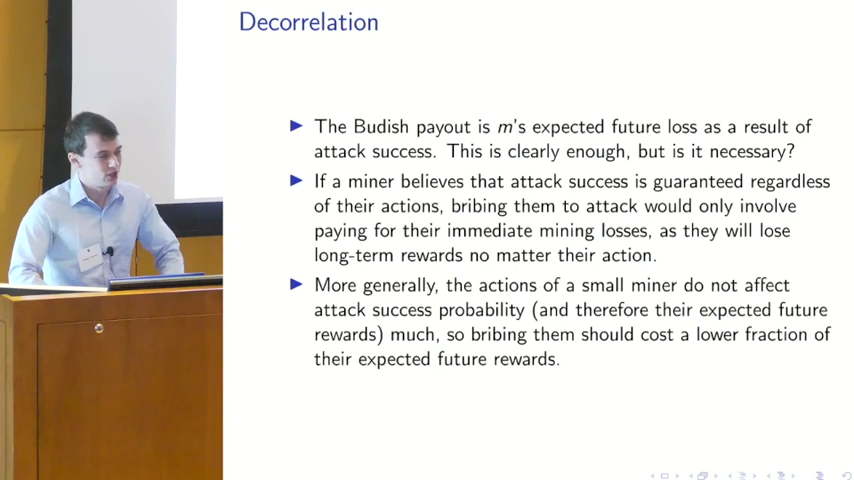 Decorrelation
The Budish payout is m's expected future loss as a result of
attack success. This is clearly enough, but is it necessary?
If a miner believes that attack success is guaranteed regardless
of their actions, bribing them to attack would only involve
paying for their immediate mining losses, as they will lose
long-term rewards no matter their action.
More generally, the actions of a small miner do not affect
attack success probability (and therefore their expected future
rewards) much, so bribing them should cost a lower fraction of
their expected future rewards.